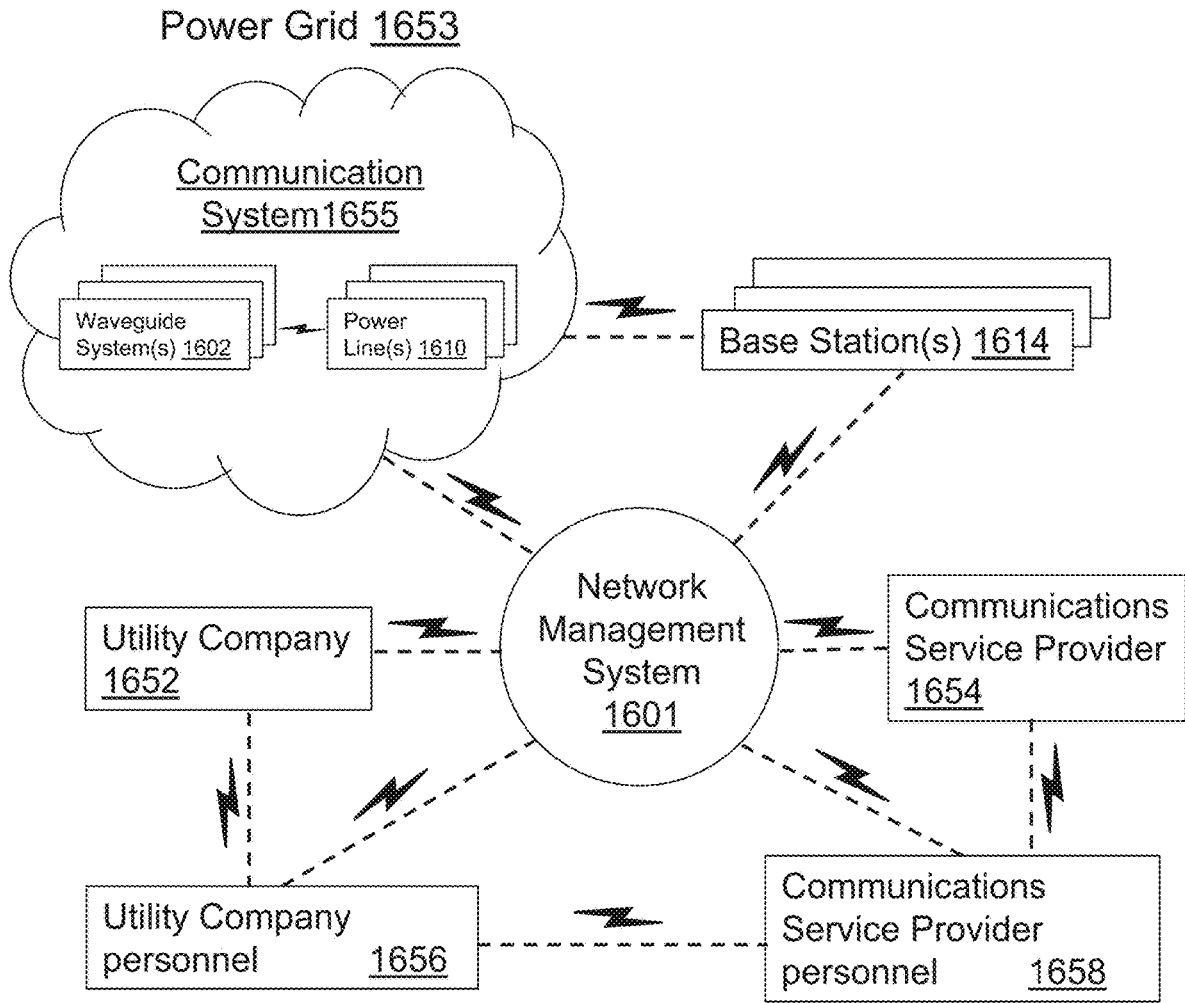 Power Grid 1653
Communication
System1655
Waveguide
System(s) 1602
Power
Line(s) 1610
Base Station(s) 1614
Network
Management
System
1601
Utility Company
1652
Communications
Service Provider
1654
Utility Company
personnel 1656
Communications
Service Provider
personnel 1658